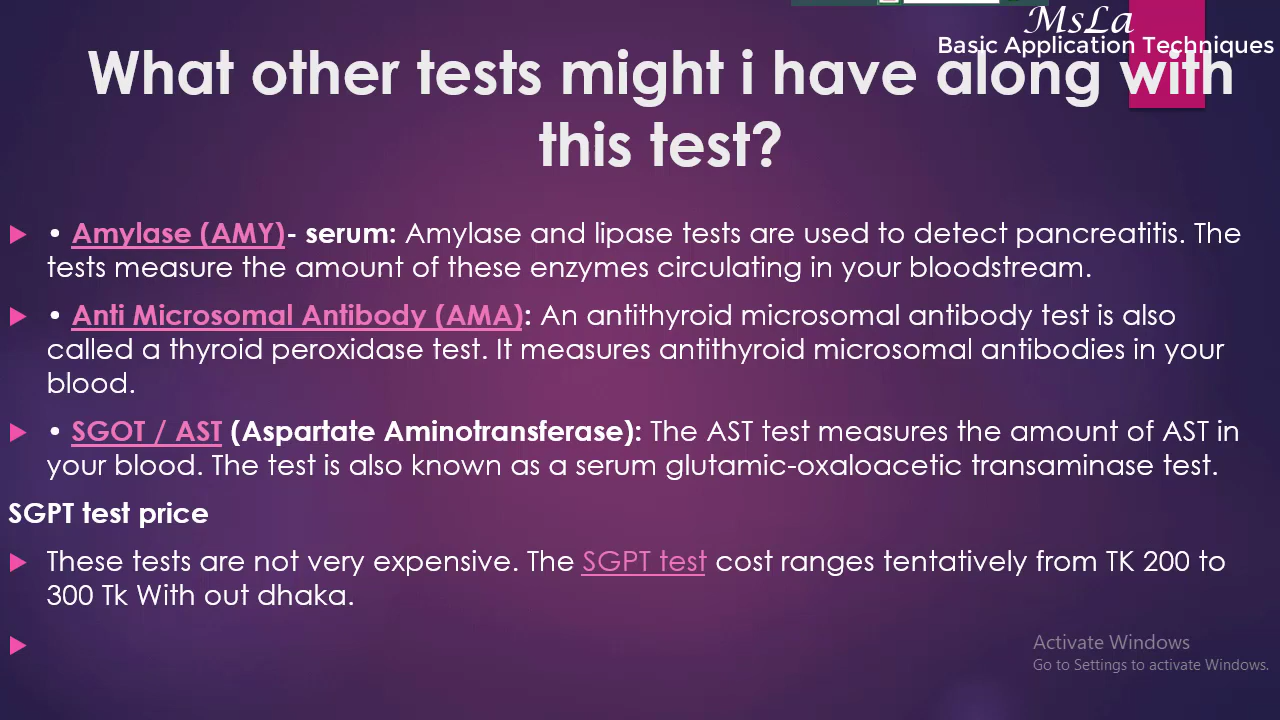 MsLa
Basic Application Techniques
What other tests might i have along with
this test?
• Amylase (AMY)- serum: Amylase and lipase tests are used to detect pancreatitis. The
tests measure the amount of these enzymes circulating in your bloodstream.
• Anti Microsomal Antibody (AMA): An antithyroid microsomal antibody test is also
called a thyroid peroxidase test. It measures antithyroid microsomal antibodies in your
blood.
• SGOT / AST (Aspartate Aminotransferase): The AST test measures the amount of AST in
your blood. The test is also known as a serum glutamic-oxaloacetic transaminase test.
SGPT test price
These tests are not very expensive. The SGPT test cost ranges tentatively from TK 200 to
300 Tk With out dhaka.
Activate Windows
Go to Settings to activate Windows.